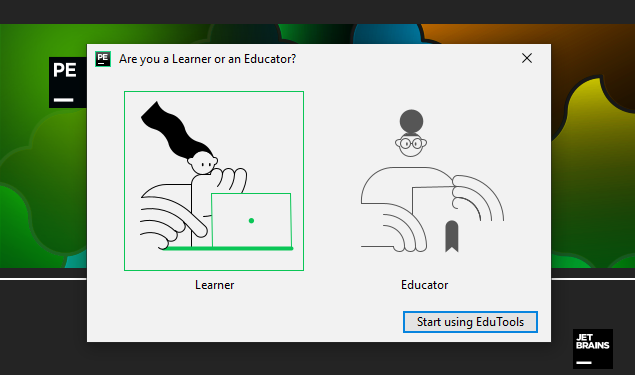 PE
PE
Are you a Learner or an Educator?
Learner
Educator
Start using EduTools
JET
BRAINS